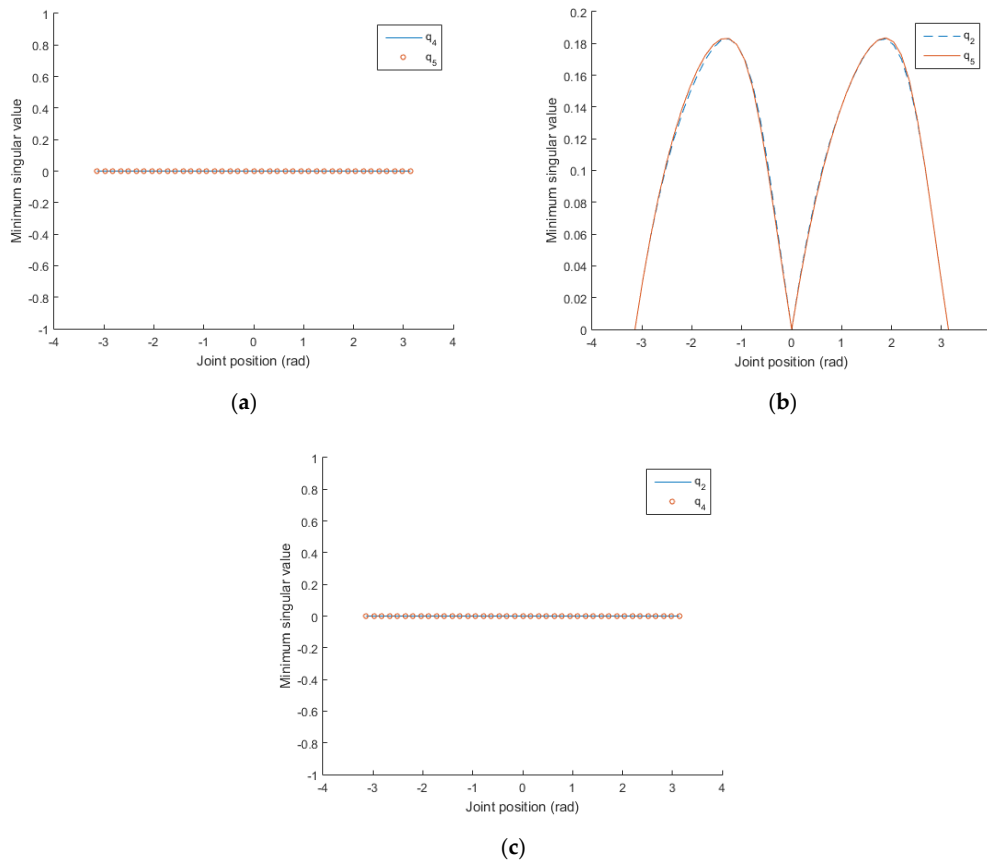 1
0.8
0.6
0.4
0.2
0
-0.2
-0.4
-0.6
-0.8
-1
Minimum singular value
-4 -3 -2 -1 0 1 2 3 4
Joint position (rad)
q4
q5
(a)
0.2
0.18
0.16
0.14
0.12
0.1
0.08
0.06
0.04
0.02
0
Minimum singular value
-4 -3 -2 -1 0 1 2 3
Joint position (rad)
q2
q5
(b)
1
0.8
0.6
0.4
0.2
0
-0.2
-0.4
-0.6
-0.8
-1
Minimum singular value
-4 -3 -2 -1 0 1 2 3 4
Joint position (rad)
q2
q4
(c)